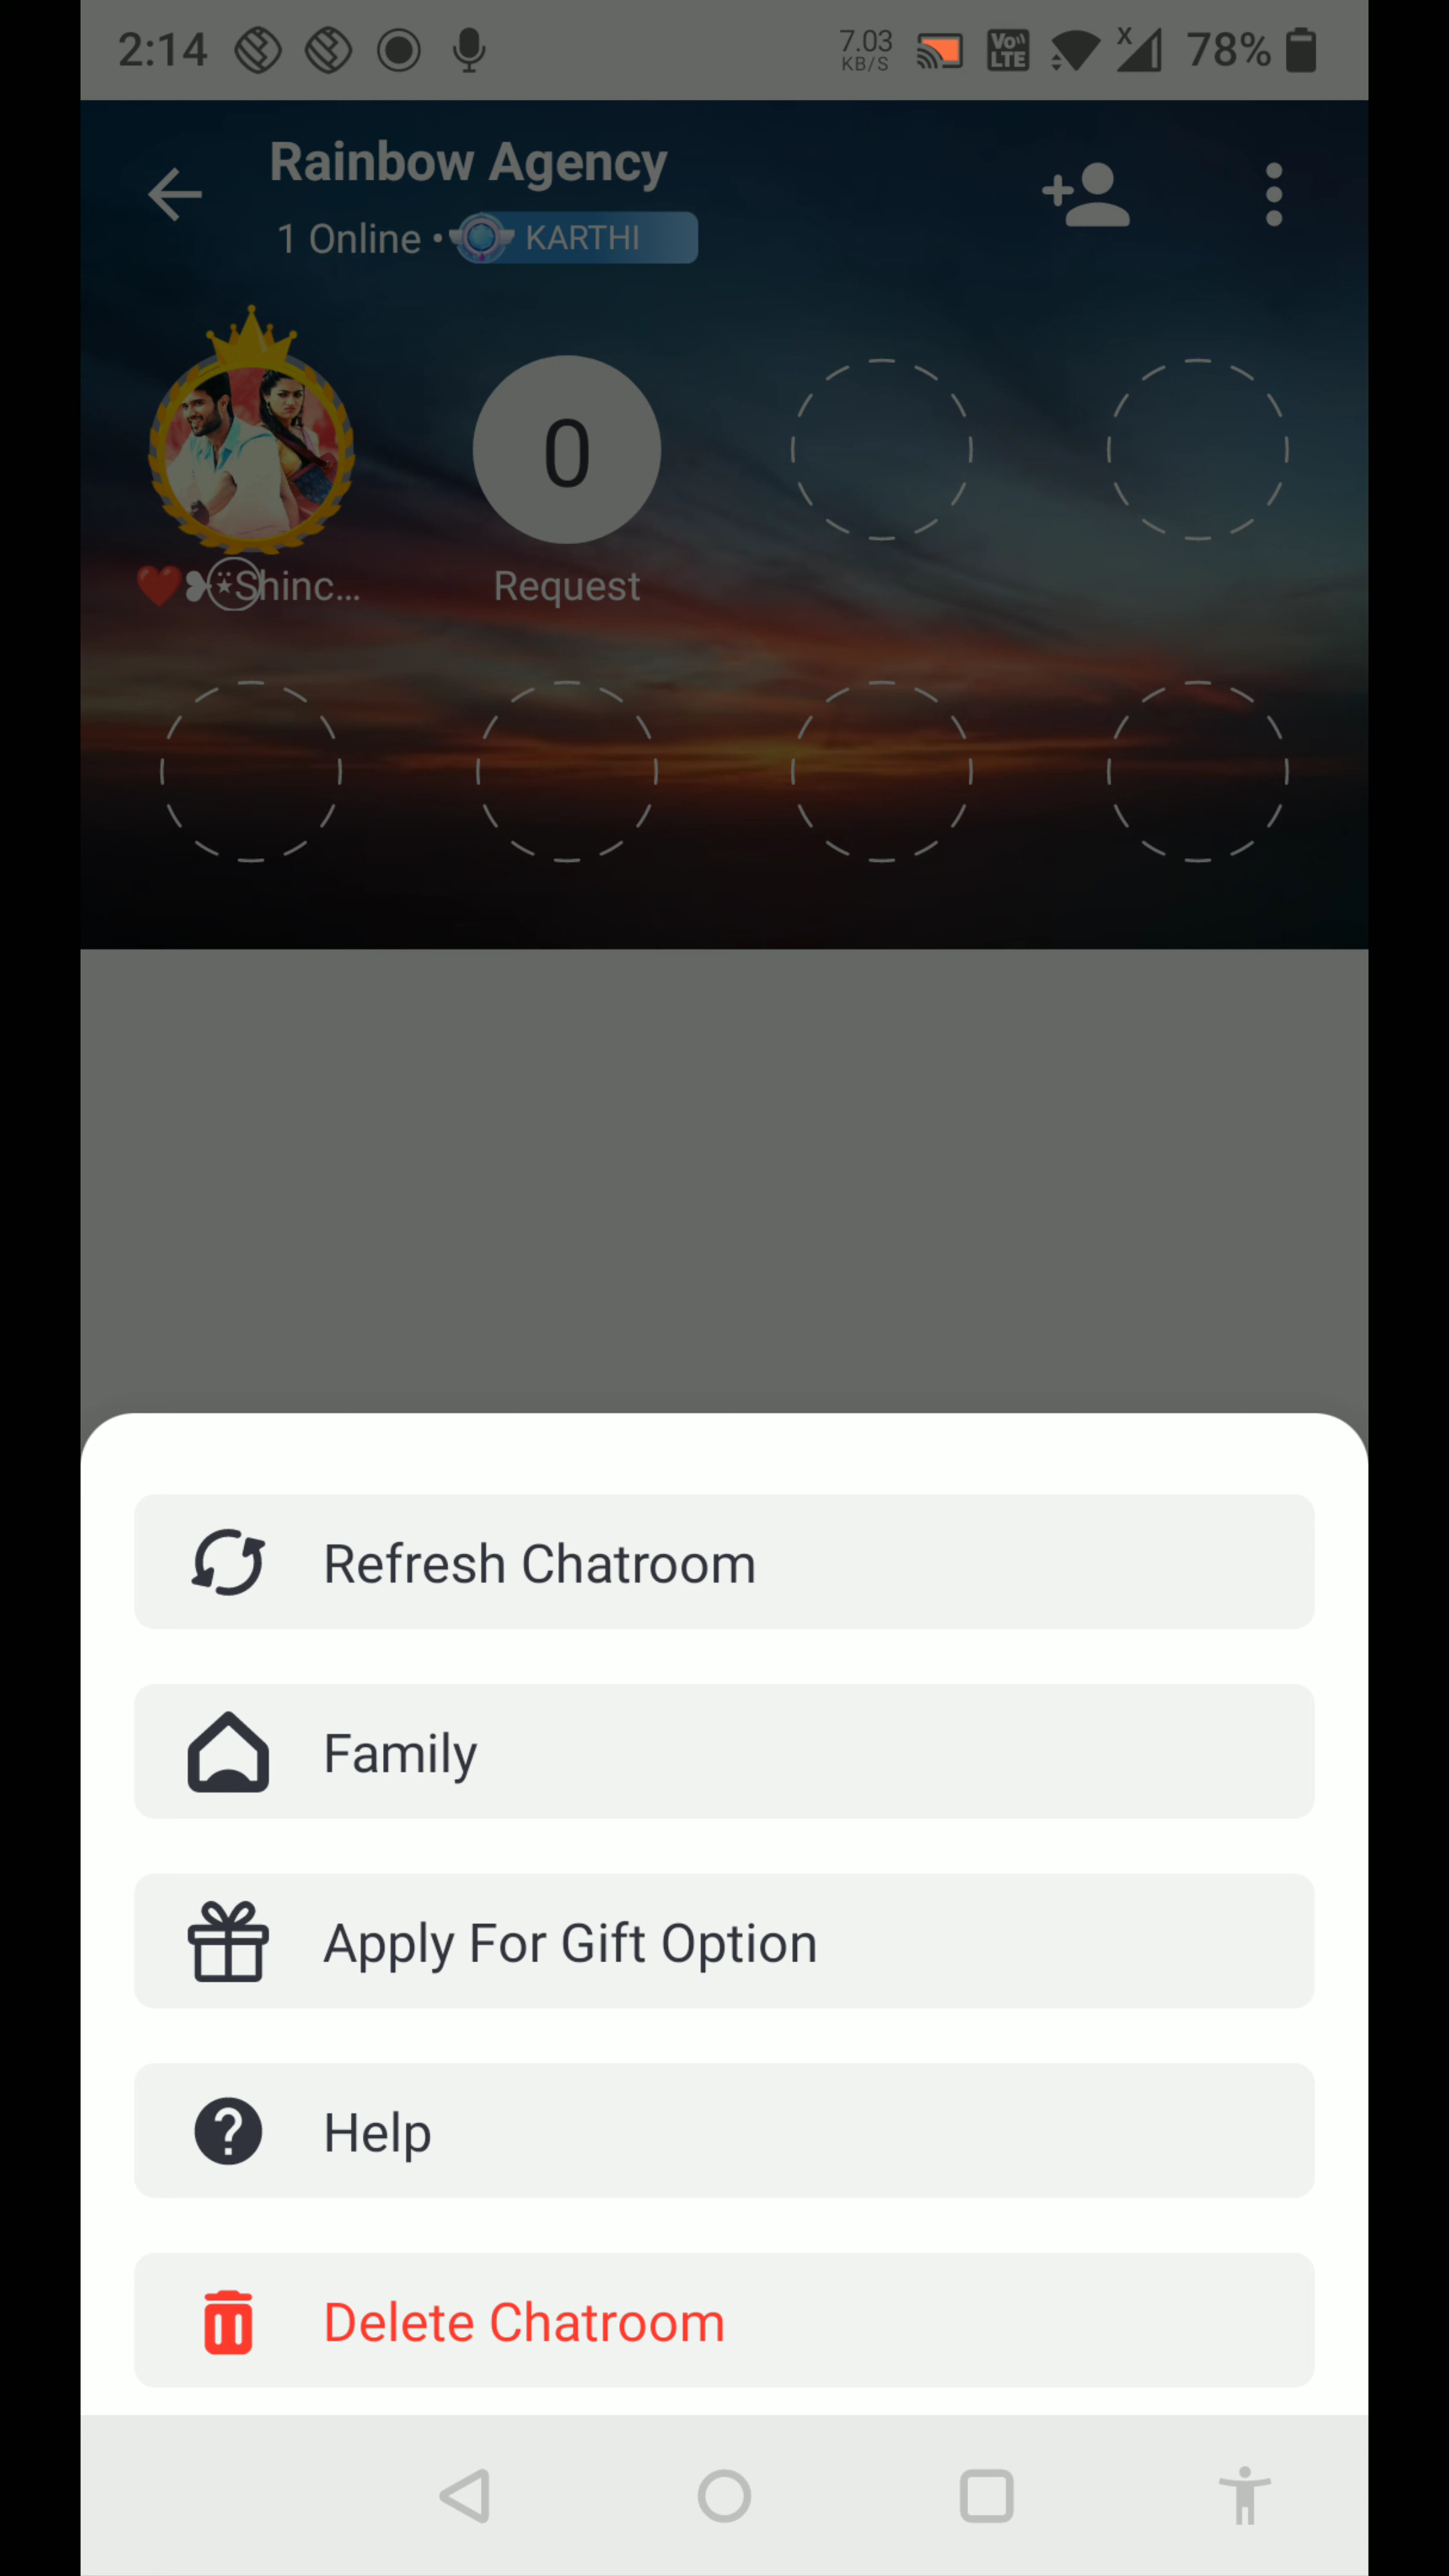 2:14 7.03 KB/S VoLTE X 78%
Rainbow Agency
1 Online • KARTHI
0
❤️❥Shinc... Request
Refresh Chatroom
Family
Apply For Gift Option
Help
Delete Chatroom